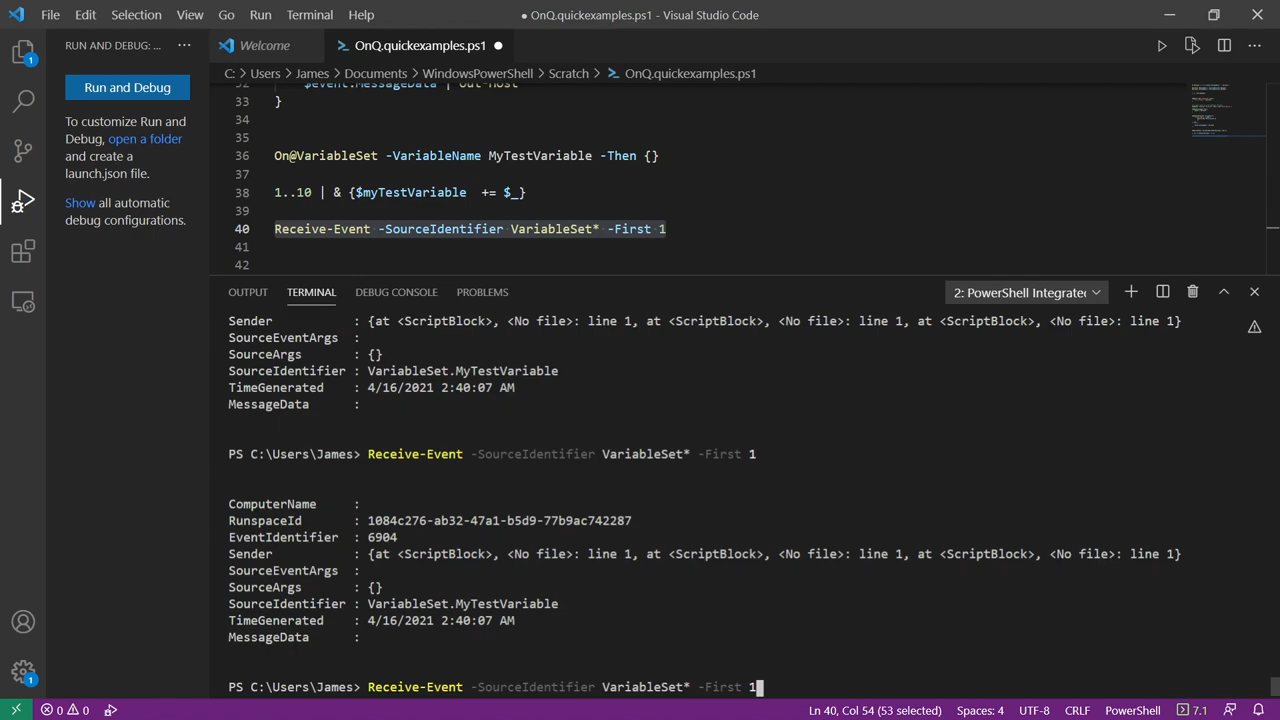 File Edit Selection View Go Run Terminal Help
● OnQ.quickexamples.ps1 - Visual Studio Code
RUN AND DEBUG: ...
Welcome
OnQ.quickexamples.ps1
C: > Users > James > Documents > WindowsPowerShell > Scratch > OnQ.quickexamples.ps1
1
Run and Debug
To customize Run and
Debug, open a folder
and create a
launch.json file.
Show all automatic
debug configurations.
32 $event.MessageData | Out-Host
33 }
34
35
36 On@VariableSet -VariableName MyTestVariable -Then {}
37
38 1..10 | & {$myTestVariable += $_}
39
40 Receive-Event -SourceIdentifier VariableSet* -First 1
41
42
OUTPUT TERMINAL DEBUG CONSOLE PROBLEMS
2: PowerShell Integrated
Sender : {at <ScriptBlock>, <No file>: line 1, at <ScriptBlock>, <No file>: line 1, at <ScriptBlock>, <No file>: line 1}
SourceEventArgs :
SourceArgs : {}
SourceIdentifier : VariableSet.MyTestVariable
TimeGenerated : 4/16/2021 2:40:07 AM
MessageData :
PS C:\Users\James> Receive-Event -SourceIdentifier VariableSet* -First 1
ComputerName :
RunspaceId : 1084c276-ab32-47a1-b5d9-77b9ac742287
EventIdentifier : 6904
Sender : {at <ScriptBlock>, <No file>: line 1, at <ScriptBlock>, <No file>: line 1, at <ScriptBlock>, <No file>: line 1}
SourceEventArgs :
SourceArgs : {}
SourceIdentifier : VariableSet.MyTestVariable
TimeGenerated : 4/16/2021 2:40:07 AM
MessageData :
PS C:\Users\James> Receive-Event -SourceIdentifier VariableSet* -First 1
1
0 0
Ln 40, Col 54 (53 selected) Spaces: 4 UTF-8 CRLF PowerShell 7.1